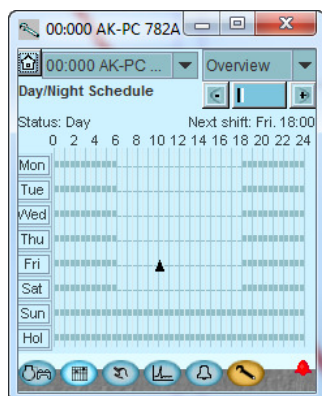 00:000 AK-PC 782A
00:000 AK-PC ... Overview
Day/Night Schedule
Status: Day Next shift: Fri. 18:00
0 2 4 6 8 10 12 14 16 18 20 22 24
Mon
Tue
Wed
Thu
Fri
Sat
Sun
Hol